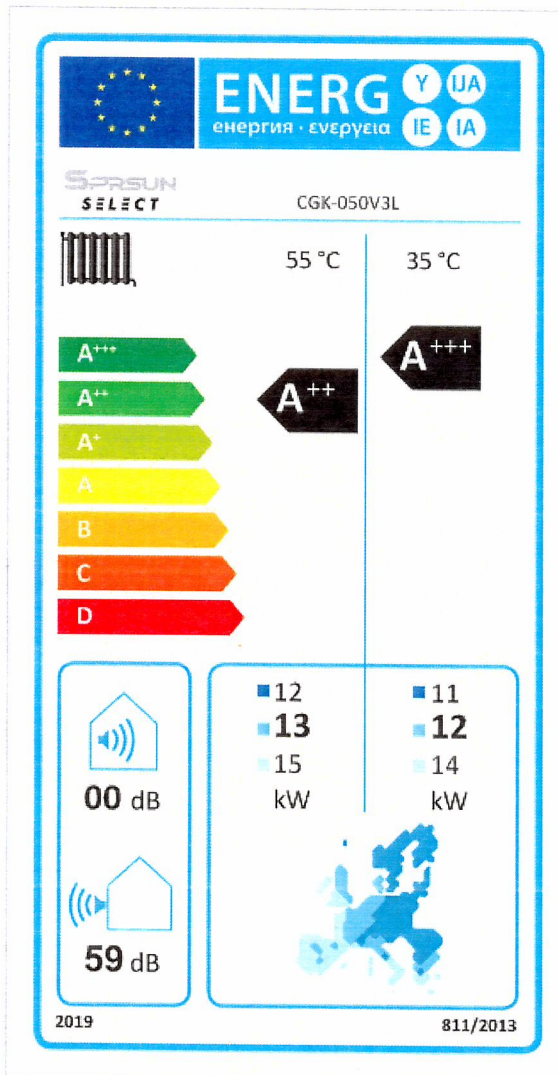 ENERG Y IJA
енергия · ενεργεια IE IA
SPRSUN
SELECT CGK-050V3L
55 °C 35 °C
A+++ A+++
A++ A++
A+
A
B
C
D
12 11
13 12
15 14
kW kW
00 dB
59 dB
2019 811/2013